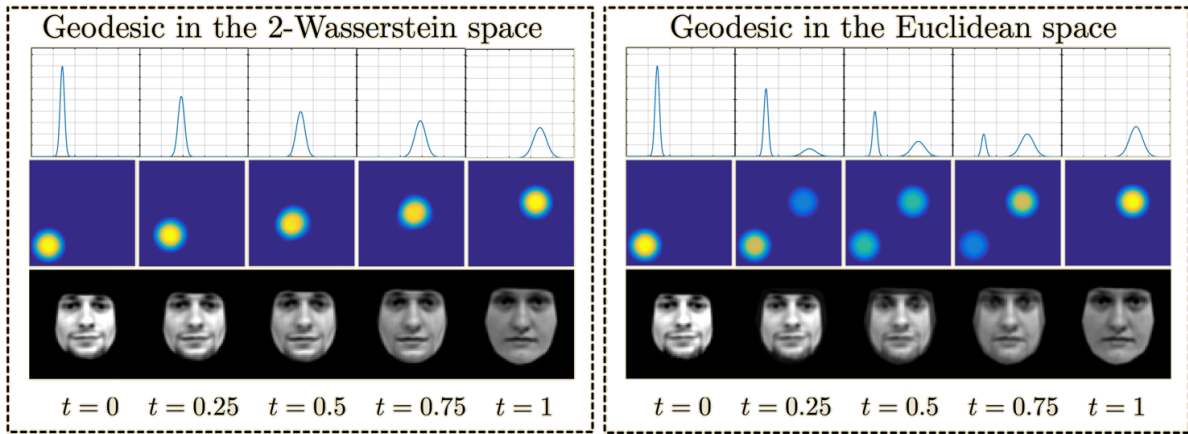 Geodesic in the 2-Wasserstein space
t = 0 t = 0.25 t = 0.5 t = 0.75 t = 1
Geodesic in the Euclidean space
t = 0 t = 0.25 t = 0.5 t = 0.75 t = 1